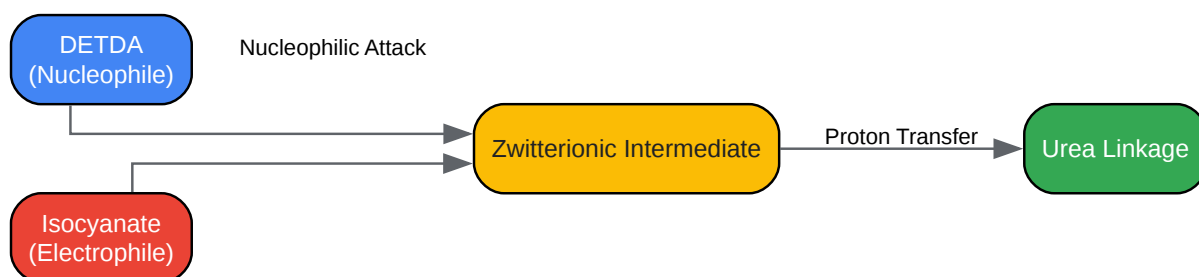 DETDA
(Nucleophile)
Nucleophilic Attack
Zwitterionic Intermediate
Proton Transfer
Urea Linkage
Isocyanate
(Electrophile)